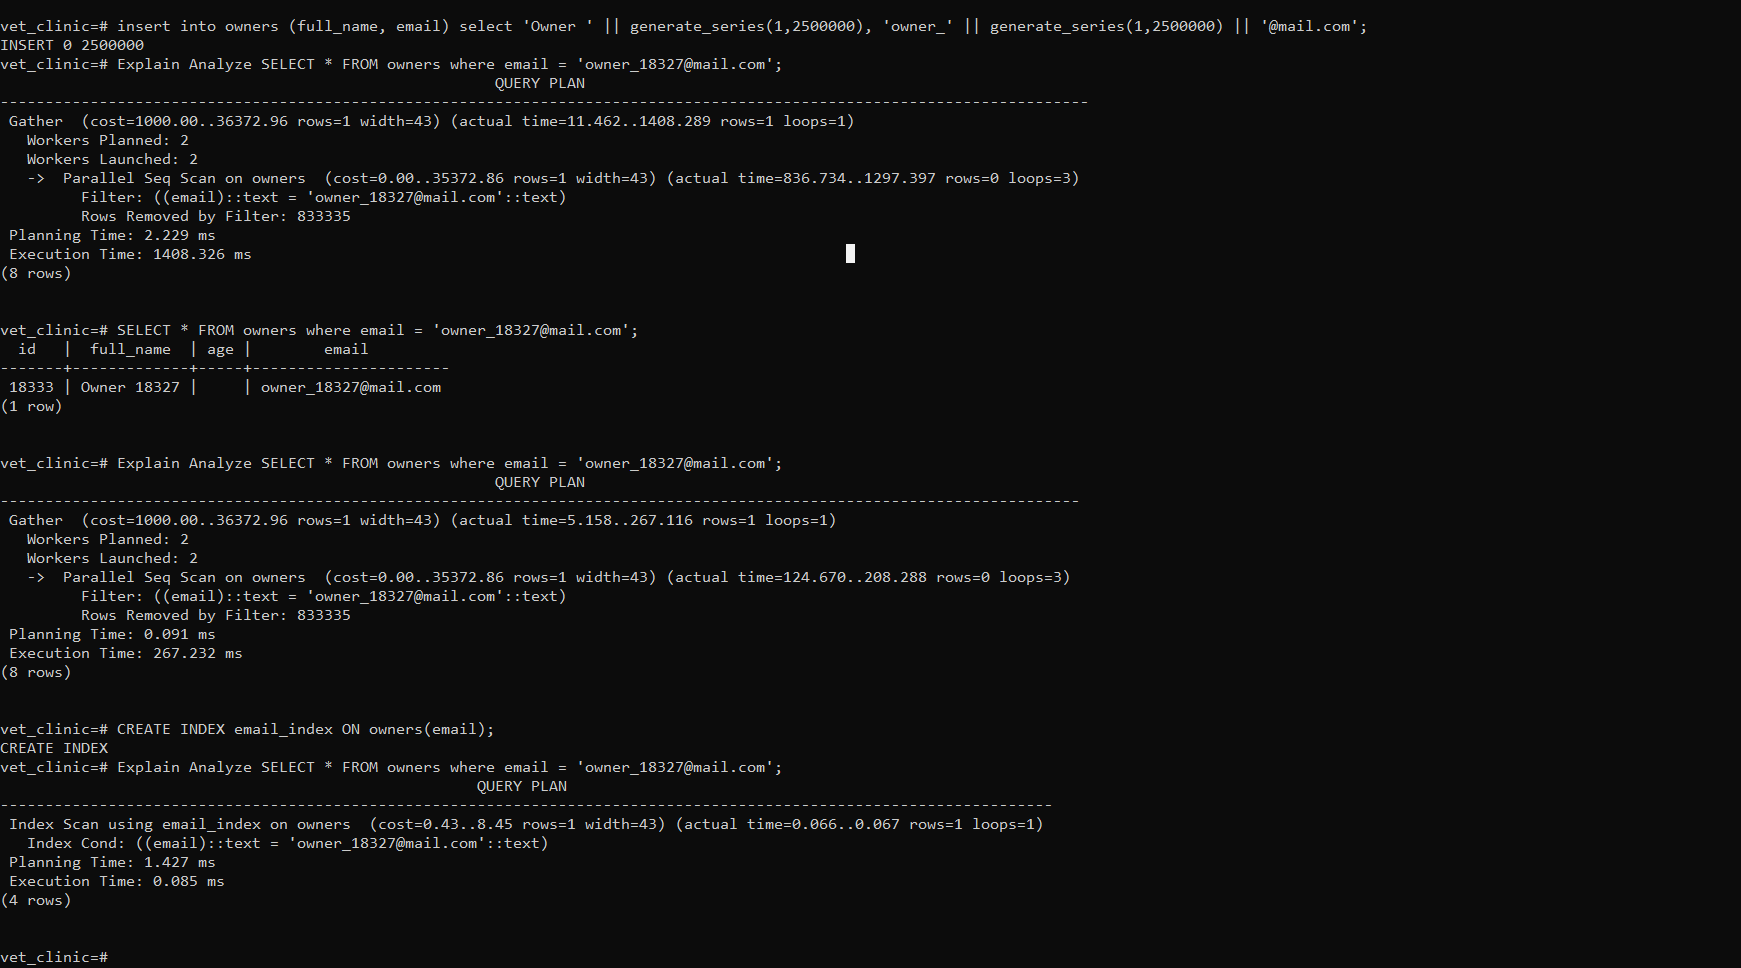 vet_clinic=# insert into owners (full_name, email) select 'Owner ' || generate_series(1,2500000), 'owner_' || generate_series(1,2500000) || '@mail.com';
INSERT 0 2500000
vet_clinic=# Explain Analyze SELECT * FROM owners where email = 'owner_18327@mail.com';
                                                       QUERY PLAN
-------------------------------------------------------------------------------------------------------------------------
 Gather  (cost=1000.00..36372.96 rows=1 width=43) (actual time=11.462..1408.289 rows=1 loops=1)
   Workers Planned: 2
   Workers Launched: 2
   ->  Parallel Seq Scan on owners  (cost=0.00..35372.86 rows=1 width=43) (actual time=836.734..1297.397 rows=0 loops=3)
         Filter: ((email)::text = 'owner_18327@mail.com'::text)
         Rows Removed by Filter: 833335
 Planning Time: 2.229 ms
 Execution Time: 1408.326 ms
(8 rows)


vet_clinic=# SELECT * FROM owners where email = 'owner_18327@mail.com';
  id   |  full_name  | age |        email
-------+-------------+-----+----------------------
 18333 | Owner 18327 |     | owner_18327@mail.com
(1 row)


vet_clinic=# Explain Analyze SELECT * FROM owners where email = 'owner_18327@mail.com';
                                                       QUERY PLAN
------------------------------------------------------------------------------------------------------------------------
 Gather  (cost=1000.00..36372.96 rows=1 width=43) (actual time=5.158..267.116 rows=1 loops=1)
   Workers Planned: 2
   Workers Launched: 2
   ->  Parallel Seq Scan on owners  (cost=0.00..35372.86 rows=1 width=43) (actual time=124.670..208.288 rows=0 loops=3)
         Filter: ((email)::text = 'owner_18327@mail.com'::text)
         Rows Removed by Filter: 833335
 Planning Time: 0.091 ms
 Execution Time: 267.232 ms
(8 rows)


vet_clinic=# CREATE INDEX email_index ON owners(email);
CREATE INDEX
vet_clinic=# Explain Analyze SELECT * FROM owners where email = 'owner_18327@mail.com';
                                                     QUERY PLAN
---------------------------------------------------------------------------------------------------------------------
 Index Scan using email_index on owners  (cost=0.43..8.45 rows=1 width=43) (actual time=0.066..0.067 rows=1 loops=1)
   Index Cond: ((email)::text = 'owner_18327@mail.com'::text)
 Planning Time: 1.427 ms
 Execution Time: 0.085 ms
(4 rows)


vet_clinic=#